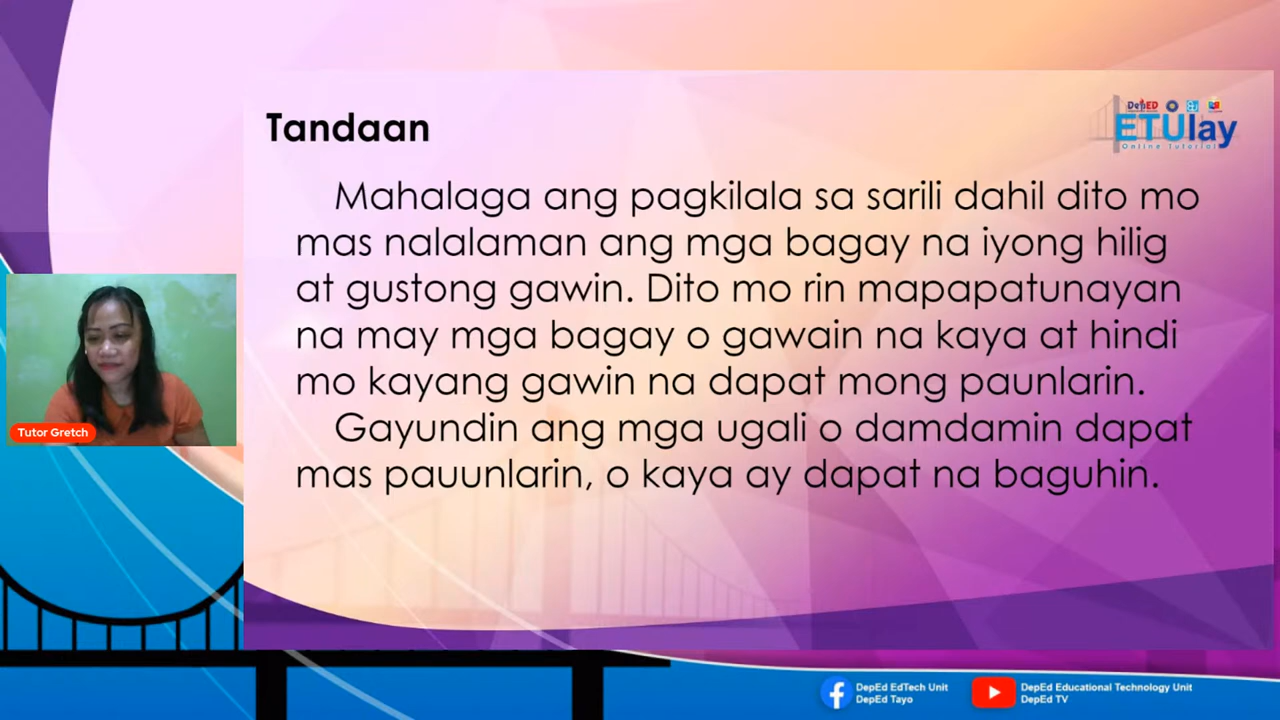 Tandaan
DepED
ETUlay
Online Tutorial
Mahalaga ang pagkilala sa sarili dahil dito mo
mas nalalaman ang mga bagay na iyong hilig
at gustong gawin. Dito mo rin mapapatunayan
na may mga bagay o gawain na kaya at hindi
mo kayang gawin na dapat mong paunlarin.
Gayundin ang mga ugali o damdamin dapat
mas pauunlarin, o kaya ay dapat na baguhin.
Tutor Gretch
DepEd EdTech Unit
DepEd Tayo
DepEd Educational Technology Unit
DepEd TV